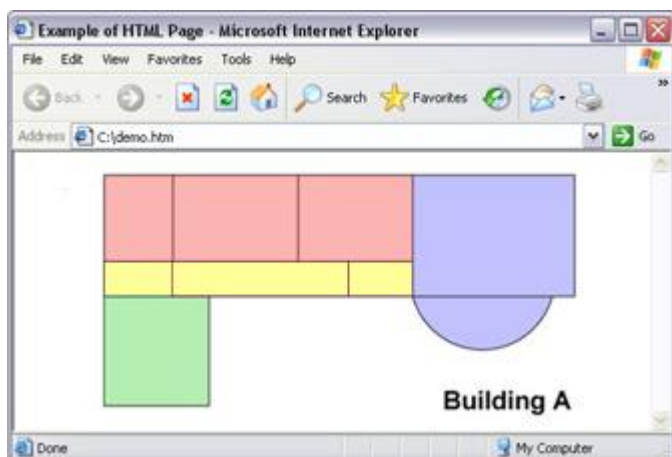 Example of HTML Page - Microsoft Internet Explorer
File Edit View Favorites Tools Help
Back Search Favorites »
Address C:\demo.htm Go
Building A
Done My Computer